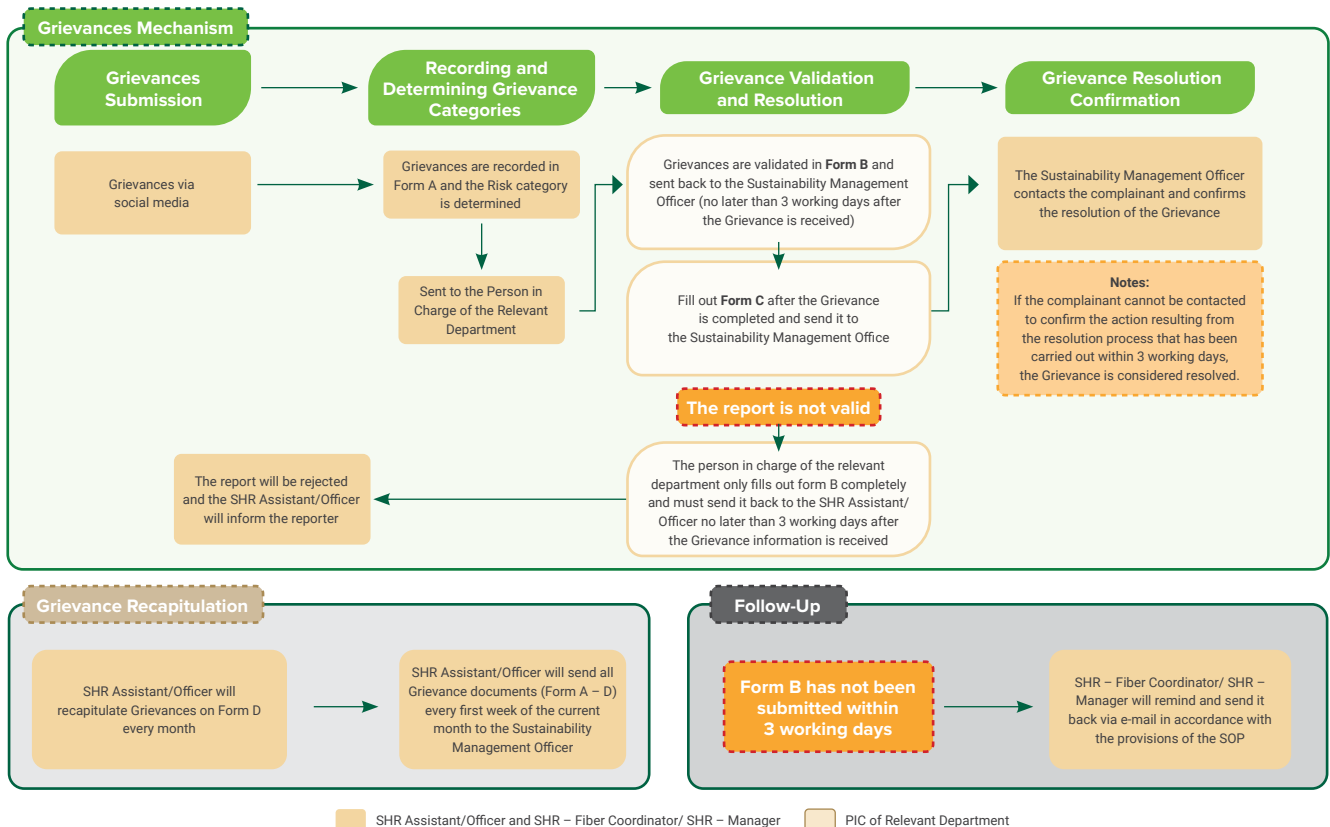 Grievances Mechanism
Grievances
Submission
Recording and
Determining Grievance
Categories
Grievance Validation
and Resolution
Grievance Resolution
Confirmation
Grievances via
social media
Grievances are recorded in
Form A and the Risk category
is determined
Sent to the Person in
Charge of the Relevant
Department
Grievances are validated in Form B and
sent back to the Sustainability Management
Officer (no later than 3 working days after
the Grievance is received)
Fill out Form C after the Grievance
is completed and send it to
the Sustainability Management Office
The Sustainability Management Officer
contacts the complainant and confirms
the resolution of the Grievance
Notes:
If the complainant cannot be contacted
to confirm the action resulting from
the resolution process that has been
carried out within 3 working days,
the Grievance is considered resolved.
The report is not valid
The person in charge of the relevant
department only fills out form B completely
and must send it back to the SHR Assistant/
Officer no later than 3 working days after
the Grievance information is received
The report will be rejected
and the SHR Assistant/Officer
will inform the reporter
Grievance Recapitulation
SHR Assistant/Officer will
recapitulate Grievances on Form D
every month
SHR Assistant/Officer will send all
Grievance documents (Form A – D)
every first week of the current
month to the Sustainability
Management Officer
Follow-Up
Form B has not been
submitted within
3 working days
SHR – Fiber Coordinator/ SHR –
Manager will remind and send it
back via e-mail in accordance with
the provisions of the SOP
SHR Assistant/Officer and SHR – Fiber Coordinator/ SHR – Manager
PIC of Relevant Department